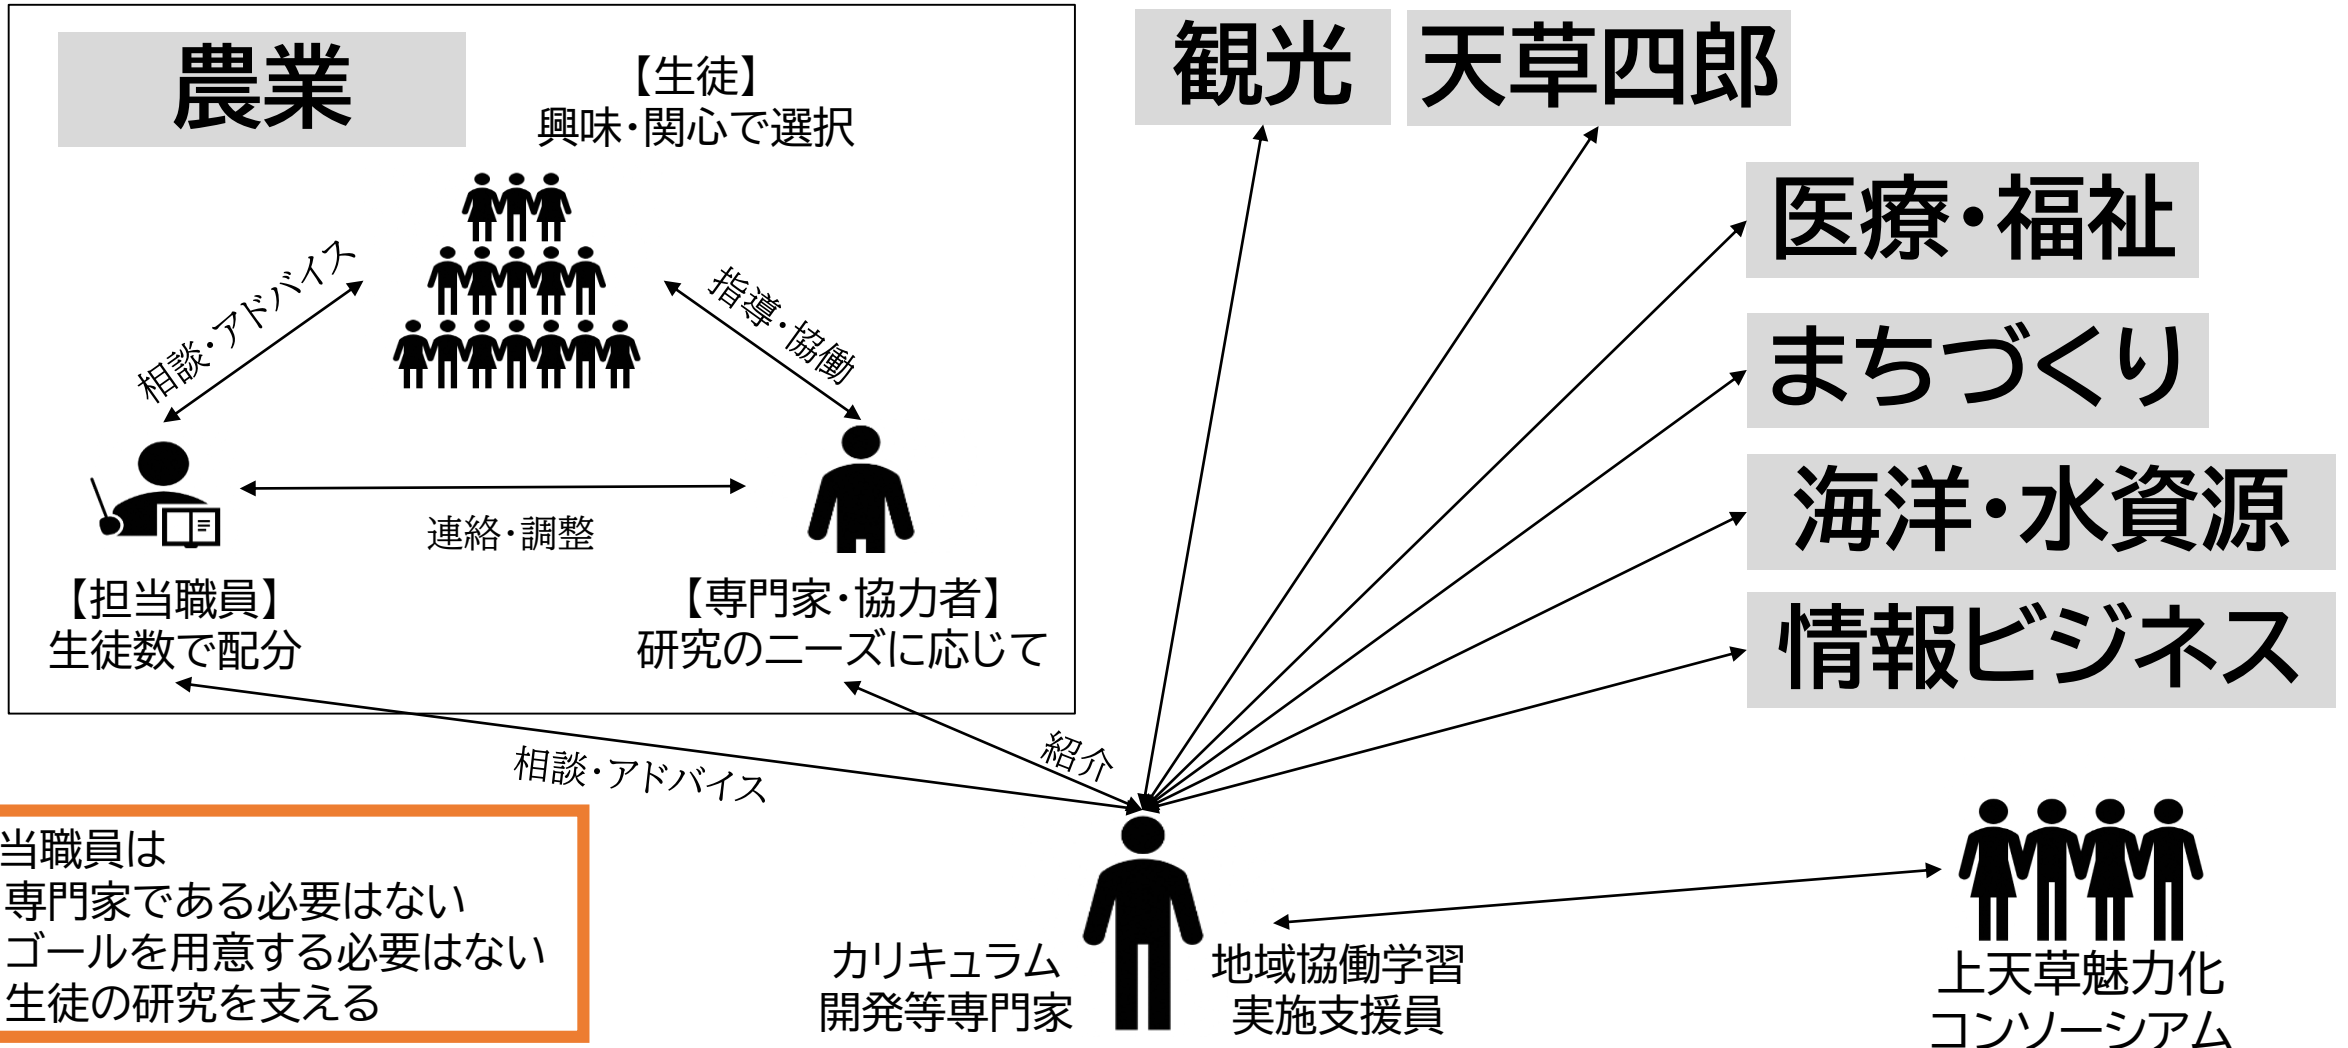 農業
【生徒】
興味・関心で選択
相談・アドバイス
指導・協働
連絡・調整
【担当職員】
生徒数で配分
【専門家・協力者】
研究のニーズに応じて
観光
天草四郎
医療・福祉
まちづくり
海洋・水資源
情報ビジネス
相談・アドバイス
紹介
当職員は
専門家である必要はない
ゴールを用意する必要はない
生徒の研究を支える
カリキュラム
開発等専門家
地域協働学習
実施支援員
上天草魅力化
コンソーシアム